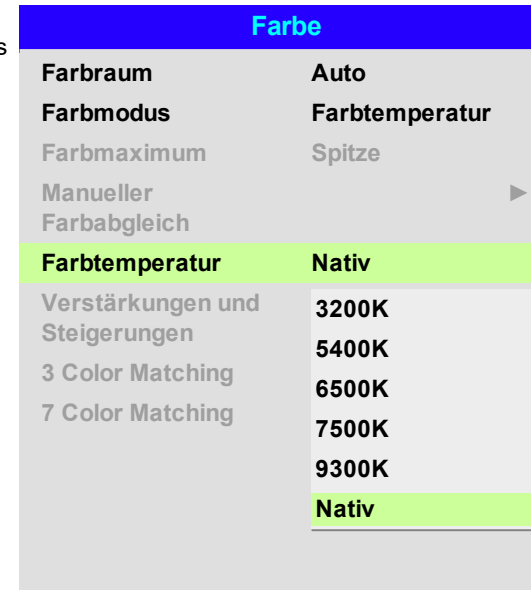 Farbe
s
Farbraum Auto
Farbmodus Farbtemperatur
Farbmaximum Spitze
Manueller
Farbabgleich
Farbtemperatur Nativ
Verstärkungen und
Steigerungen
3 Color Matching
7 Color Matching
3200K
5400K
6500K
7500K
9300K
Nativ